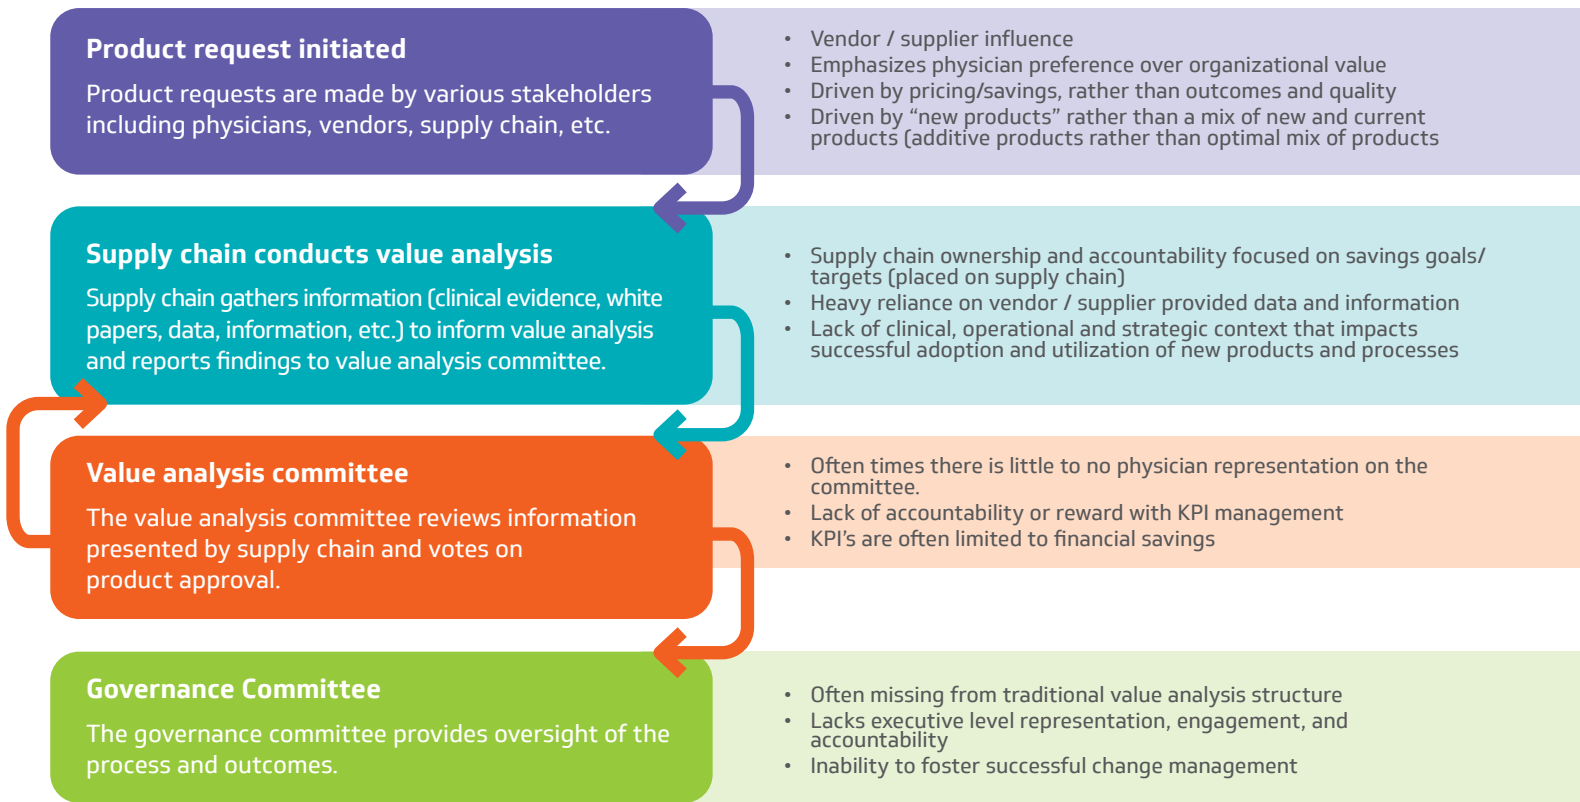 Product request initiated
Product requests are made by various stakeholders
including physicians, vendors, supply chain, etc.
• Vendor / supplier influence
• Emphasizes physician preference over organizational value
• Driven by pricing/savings, rather than outcomes and quality
• Driven by “new products” rather than a mix of new and current
products (additive products rather than optimal mix of products
Supply chain conducts value analysis
Supply chain gathers information (clinical evidence, white
papers, data, information, etc.) to inform value analysis
and reports findings to value analysis committee.
• Supply chain ownership and accountability focused on savings goals/
targets (placed on supply chain)
• Heavy reliance on vendor / supplier provided data and information
• Lack of clinical, operational and strategic context that impacts
successful adoption and utilization of new products and processes
Value analysis committee
The value analysis committee reviews information
presented by supply chain and votes on
product approval.
• Often times there is little to no physician representation on the
committee.
• Lack of accountability or reward with KPI management
• KPI’s are often limited to financial savings
Governance Committee
The governance committee provides oversight of the
process and outcomes.
• Often missing from traditional value analysis structure
• Lacks executive level representation, engagement, and
accountability
• Inability to foster successful change management